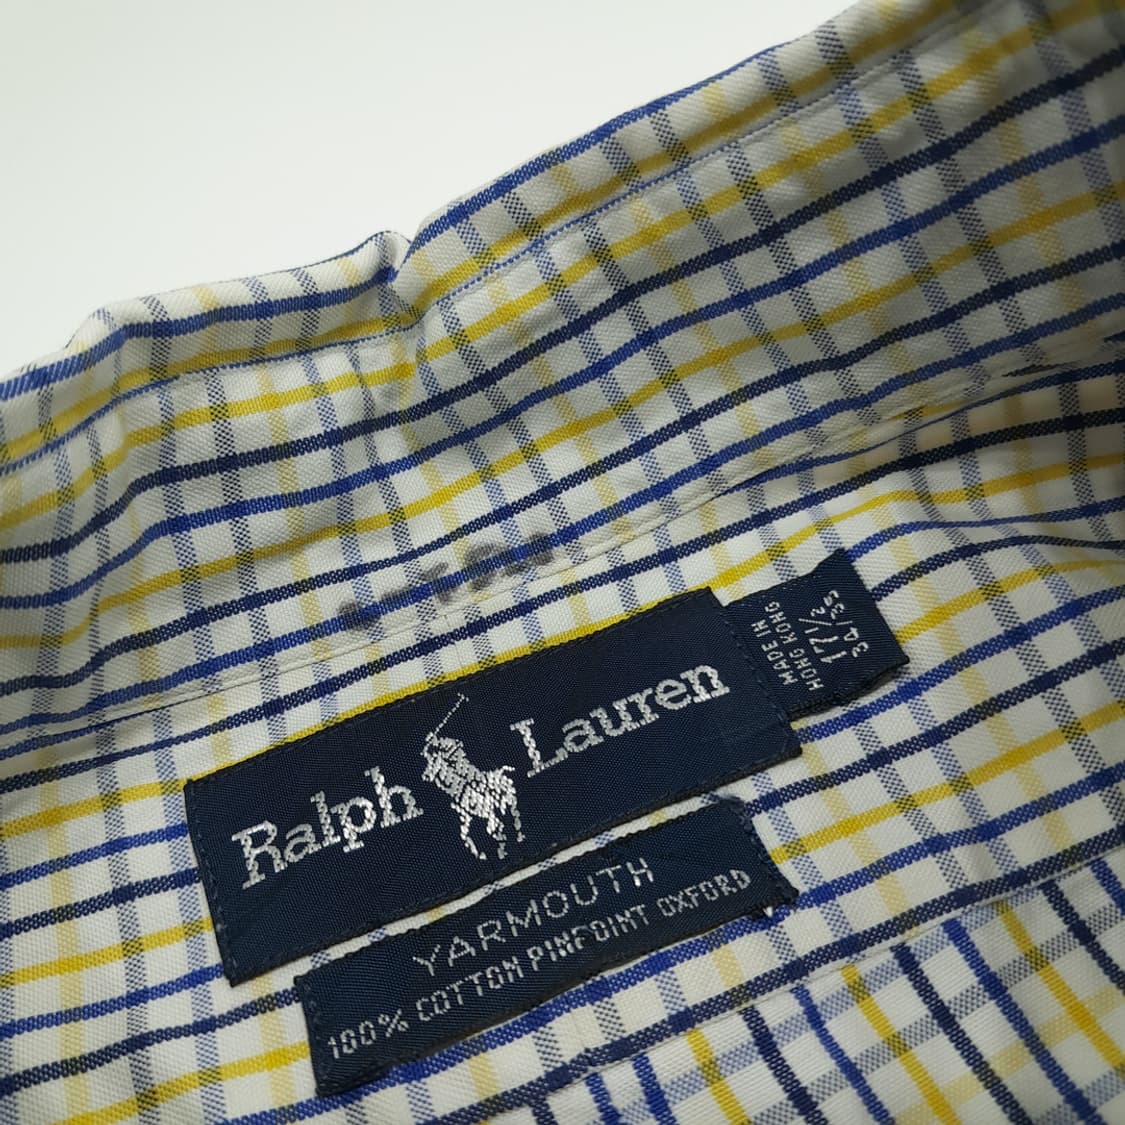 MADE IN
HONG KONG
17 1/2
34/35
Ralph Lauren
YARMOUTH
100% COTTON PINPOINT OXFORD